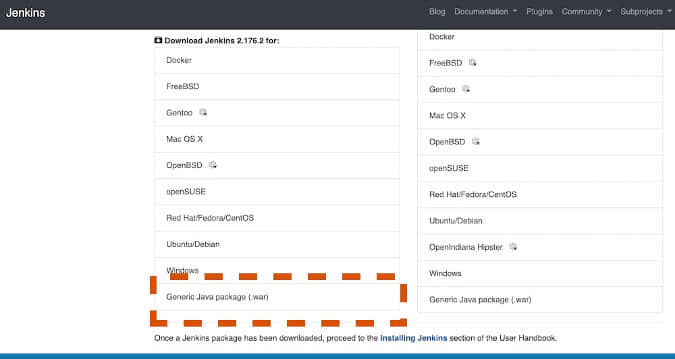 Jenkins
Blog Documentation Plugins Community Subprojects
Download Jenkins 2.176.2 for:
Docker
FreeBSD
Gentoo
Mac OS X
OpenBSD
openSUSE
Red Hat/Fedora/CentOS
Ubuntu/Debian
Windows
Generic Java package (.war)
Docker
FreeBSD
Gentoo
Mac OS X
OpenBSD
openSUSE
Red Hat/Fedora/CentOS
Ubuntu/Debian
OpenIndiana Hipster
Windows
Generic Java package (.war)
Once a Jenkins package has been downloaded, proceed to the Installing Jenkins section of the User Handbook.